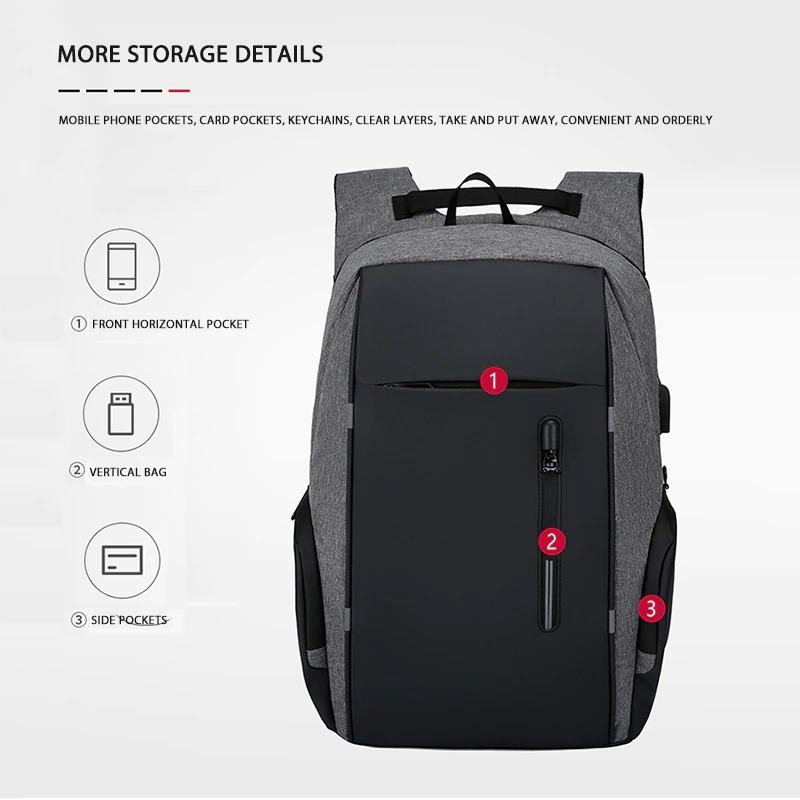 MORE STORAGE DETAILS
MOBILE PHONE POCKETS, CARD POCKETS, KEYCHAINS, CLEAR LAYERS, TAKE AND PUT AWAY, CONVENIENT AND ORDERLY
① FRONT HORIZONTAL POCKET
1
② VERTICAL BAG
2
③ SIDE POCKETS
3